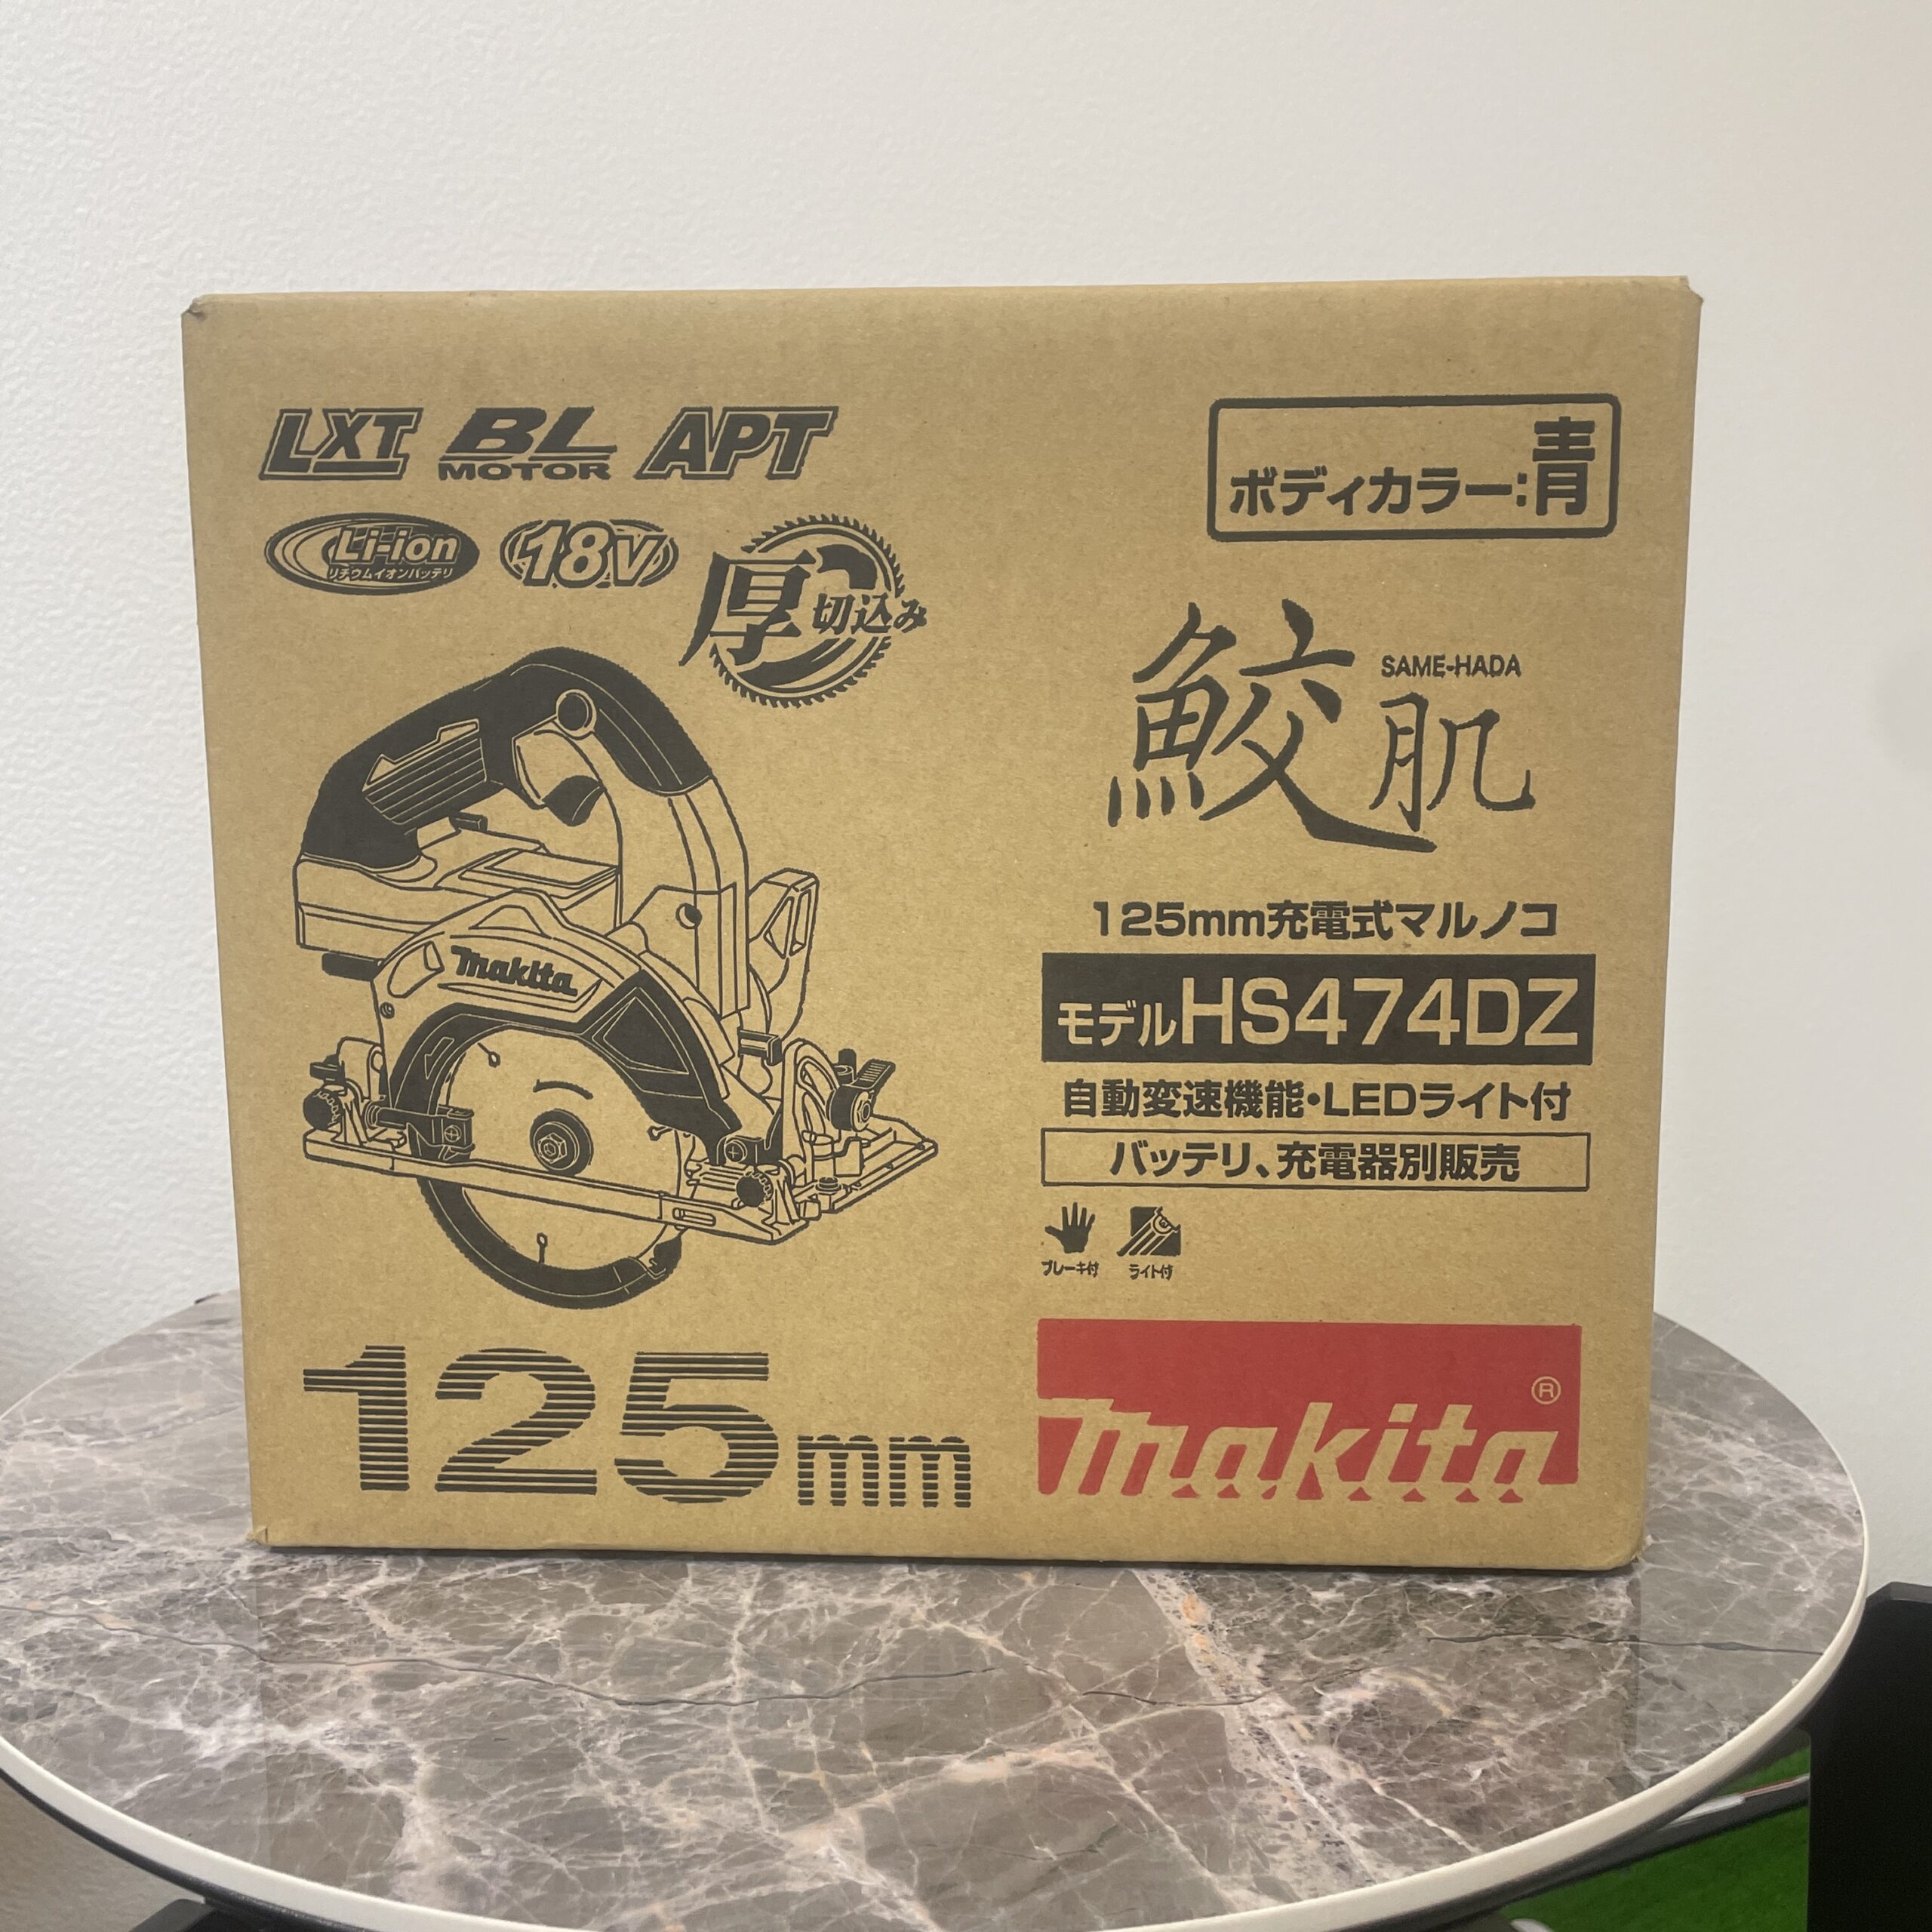 LXT BL MOTOR APT
ボディカラー:青
Li-ion
リチウムイオンバッテリ
18V
厚切込み
鮫肌
SAME-HADA
makita
125mm充電式マルノコ
モデルHS474DZ
自動変速機能・LEDライト付
バッテリ、充電器別販売
ブレーキ付 ライト付
125mm
makita®